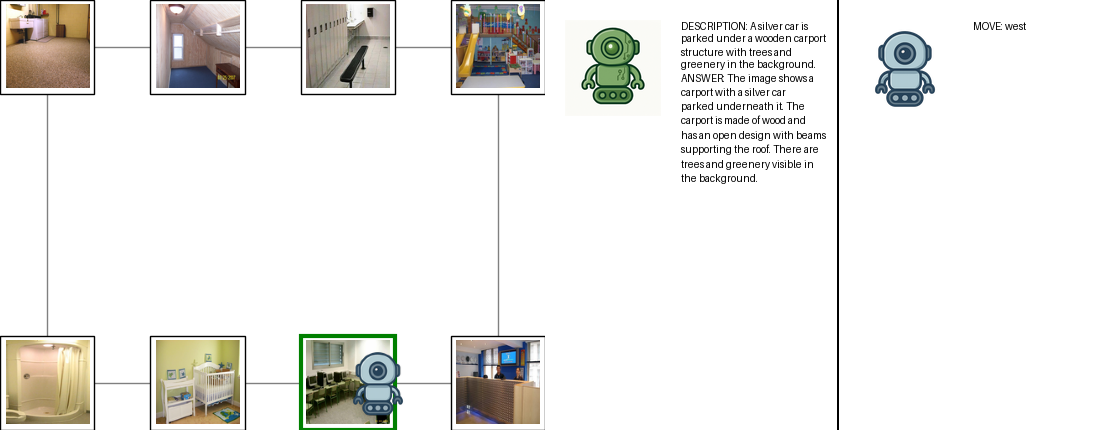 DESCRIPTION: A silver car is
parked under a wooden carport
structure with trees and
greenery in the background.
ANSWER: The image shows a
carport with a silver car
parked underneath it. The
carport is made of wood and
has an open design with beams
supporting the roof. There are
trees and greenery visible in
the background.
MOVE: west